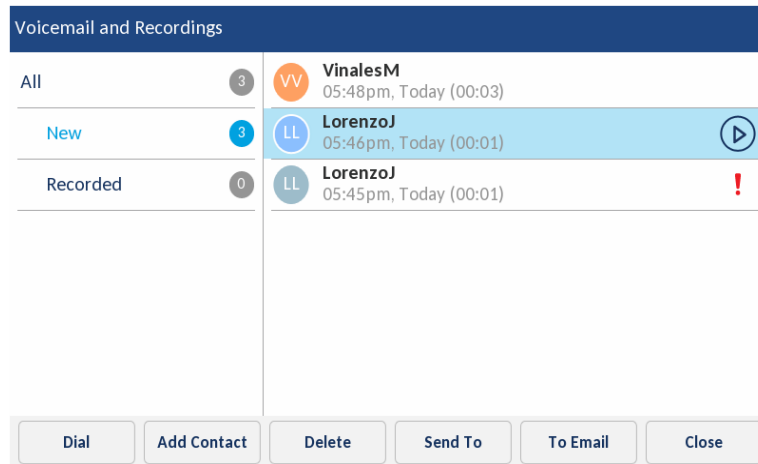 Voicemail and Recordings
All 3
New 3
Recorded 0
VV VinalesM
05:48pm, Today (00:03)
LL LorenzoJ
05:46pm, Today (00:01)
LL LorenzoJ
05:45pm, Today (00:01) !
Dial Add Contact Delete Send To To Email Close